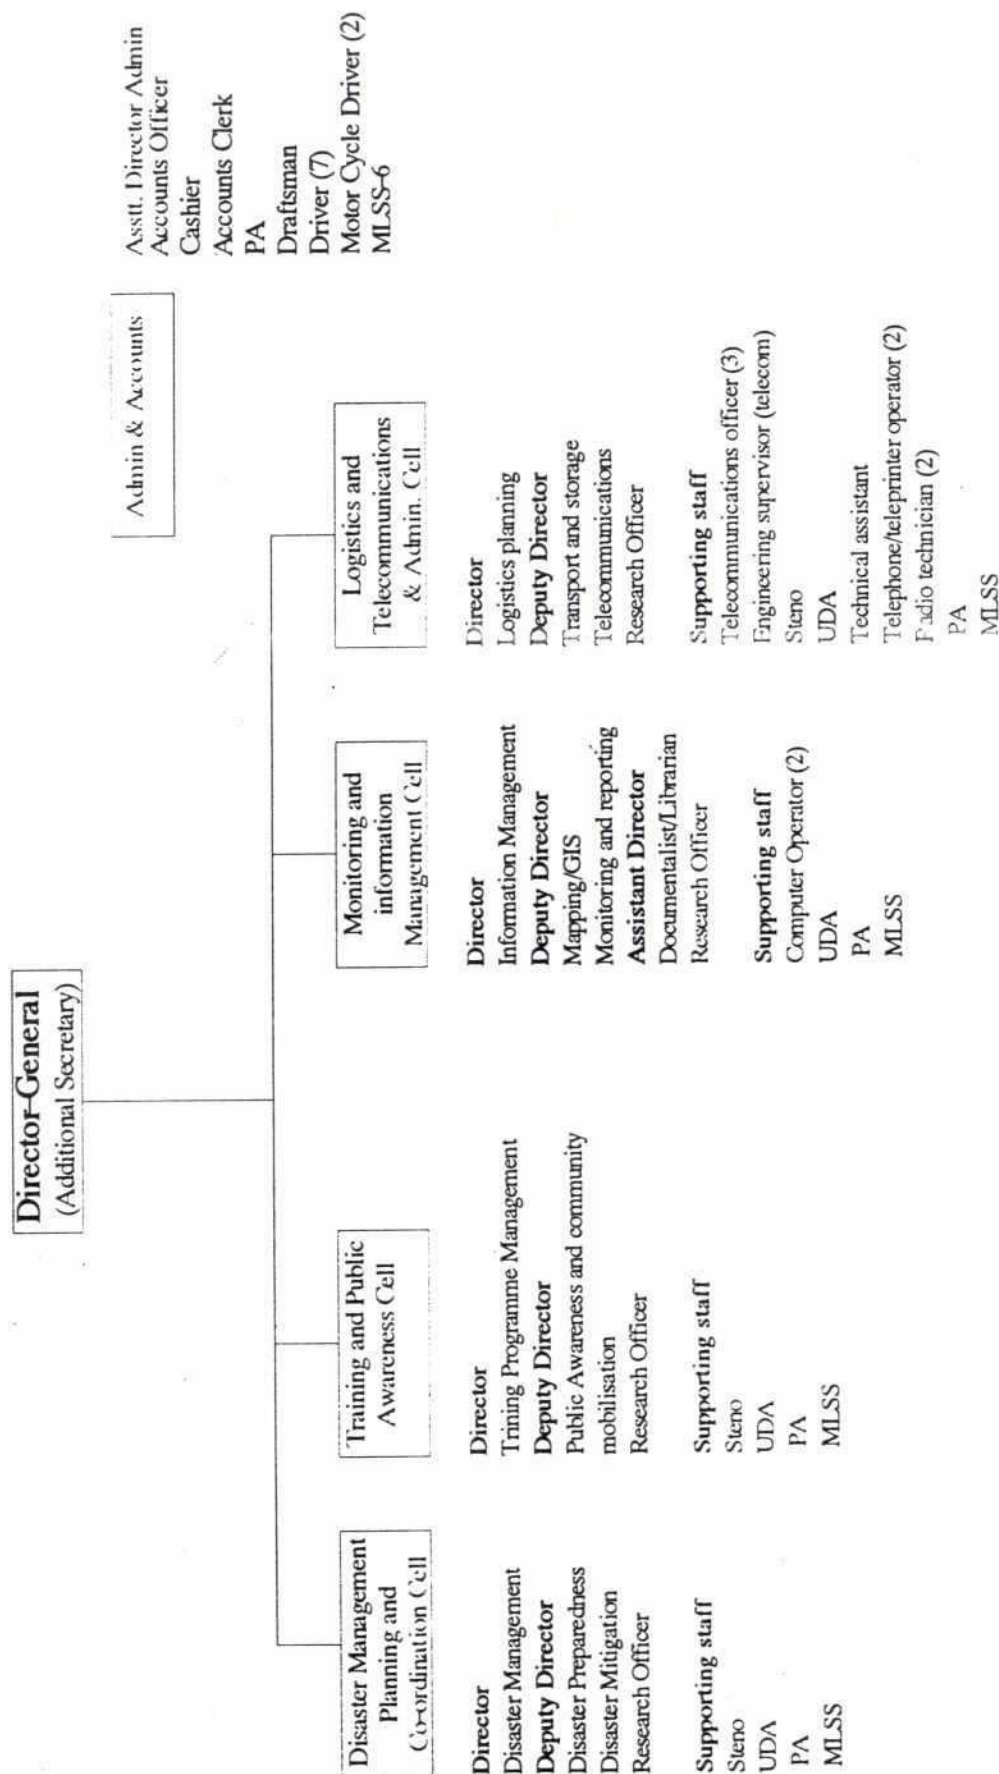 Director-General
(Additional Secretary)
Admin & Accounts
Asstt. Director Admin
Accounts Officer
Cashier
Accounts Clerk
PA
Draftsman
Driver (7)
Motor Cycle Driver (2)
MLSS-6
Disaster Management
Planning and
Co-ordination Cell
Director
Disaster Management
Deputy Director
Disaster Preparedness
Disaster Mitigation
Research Officer
Supporting staff
Steno
UDA
PA
MLSS
Training and Public
Awareness Cell
Director
Trining Programme Management
Deputy Director
Public Awareness and community
mobilisation
Research Officer
Supporting staff
Steno
UDA
PA
MLSS
Monitoring and
information
Management Cell
Director
Information Management
Deputy Director
Mapping/GIS
Monitoring and reporting
Assistant Director
Documentalist/Librarian
Research Officer
Supporting staff
Computer Operator (2)
UDA
PA
MLSS
Logistics and
Telecommunications
& Admin. Cell
Director
Logistics planning
Deputy Director
Transport and storage
Telecommunications
Research Officer
Supporting staff
Telecommunications officer (3)
Engineering supervisor (telecom)
Steno
UDA
Technical assistant
Telephone/teleprinter operator (2)
Radio technician (2)
PA
MLSS